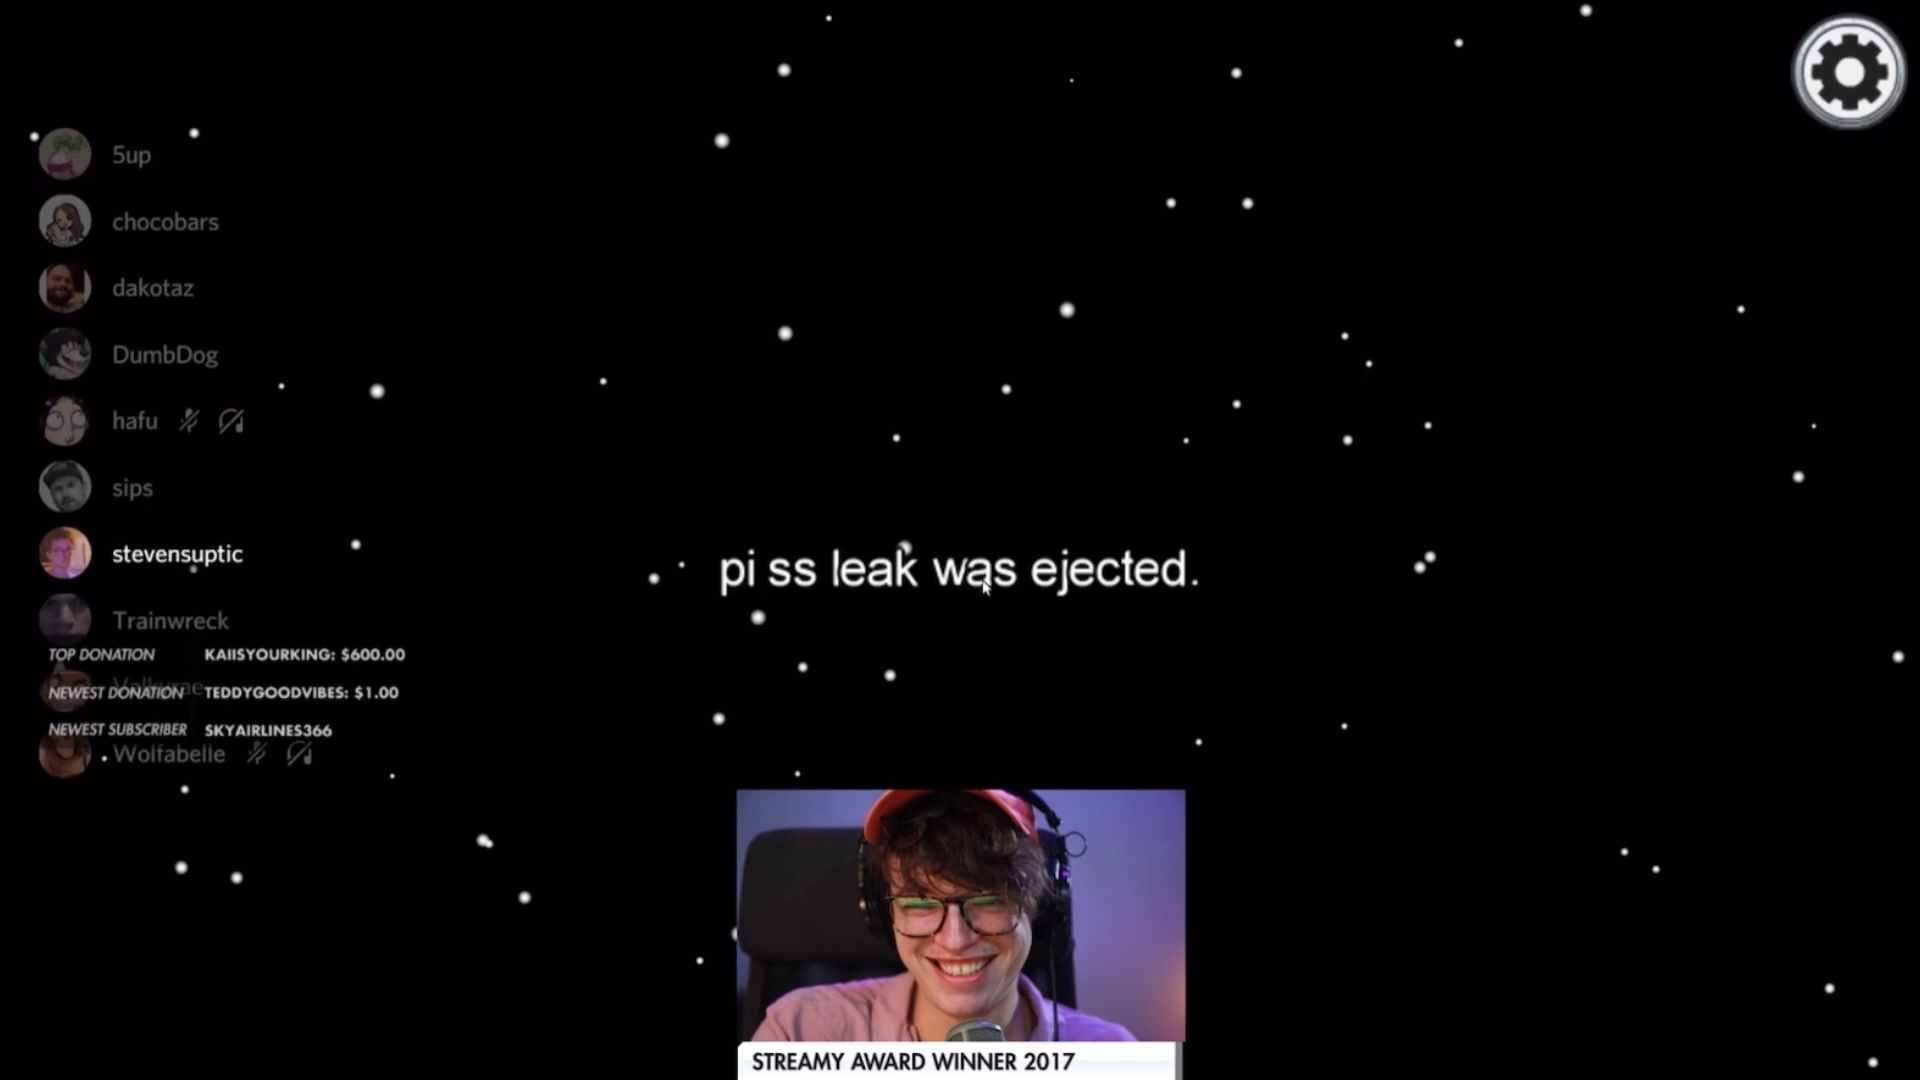 5up
chocobars
dakotaz
DumbDog
hafu
sips
stevensuptic
Trainwreck
TOP DONATION KAIISYOURKING: $600.00
Valkyrae
NEWEST DONATION TEDDYGOODVIBES: $1.00
NEWEST SUBSCRIBER SKYAIRLINES366
Wolfabelle
pi ss leak was ejected.
STREAMY AWARD WINNER 2017